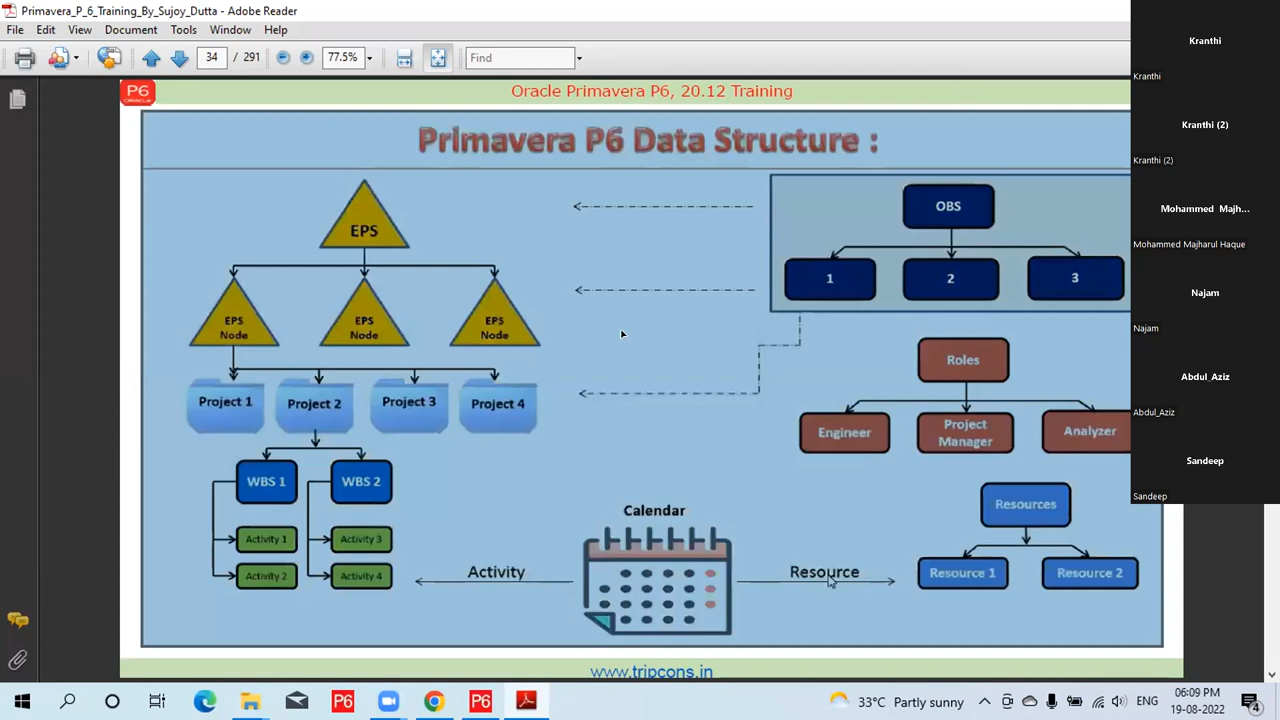 Primavera_P_6_Training_By_Sujoy_Dutta - Adobe Reader
File Edit View Document Tools Window Help
34 / 291 77.5% Find
P6
ORACLE
Oracle Primavera P6, 20.12 Training
Primavera P6 Data Structure :
EPS
EPS
Node
EPS
Node
EPS
Node
Project 1
Project 2
Project 3
Project 4
WBS 1
WBS 2
Activity 1
Activity 2
Activity 3
Activity 4
OBS
1
2
3
Roles
Engineer
Project
Manager
Analyzer
Calendar
Activity
Resource
Resources
Resource 1
Resource 2
www.tripcons.in
Kranthi
Kranthi
Kranthi (2)
Kranthi (2)
Mohammed Majh...
Mohammed Majharul Haque
Najam
Najam
Abdul_Aziz
Abdul_Aziz
Sandeep
Sandeep
P6
P6
33°C Partly sunny
ENG
06:09 PM
19-08-2022
4